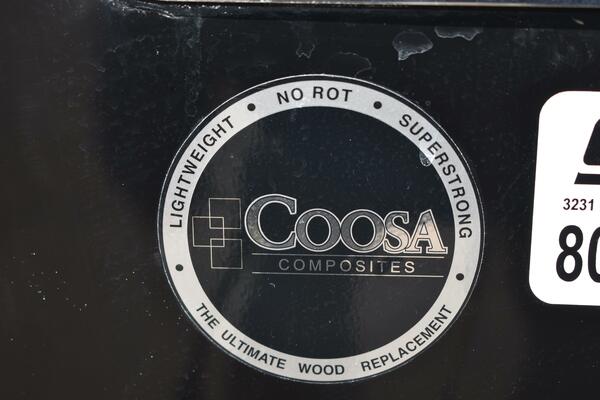 LIGHTWEIGHT • NO ROT • SUPERSTRONG
COOSA
COMPOSITES
• THE ULTIMATE WOOD REPLACEMENT •
3231
80